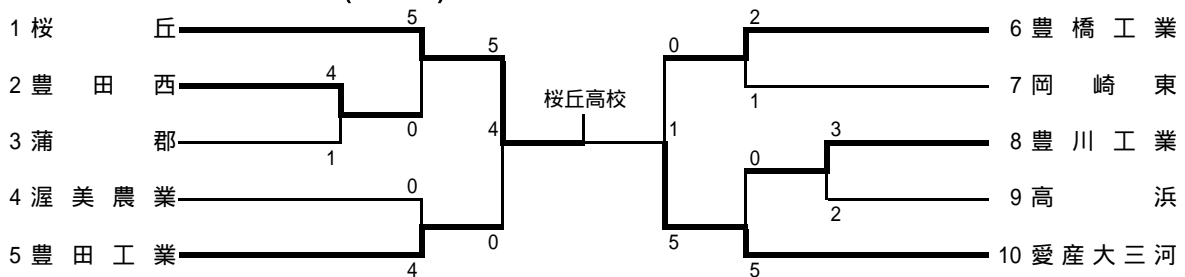 5
2
1 桜 丘
6 豊 橋 工 業
5
0
4
2 豊 田 西
7 岡 崎 東
1
桜丘高校
0
4
1
3
3 蒲 郡
8 豊 川 工 業
1
0
0
4 渥 美 農 業
9 高 浜
2
0
5
5 豊 田 工 業
10 愛 産 大 三 河
4
5